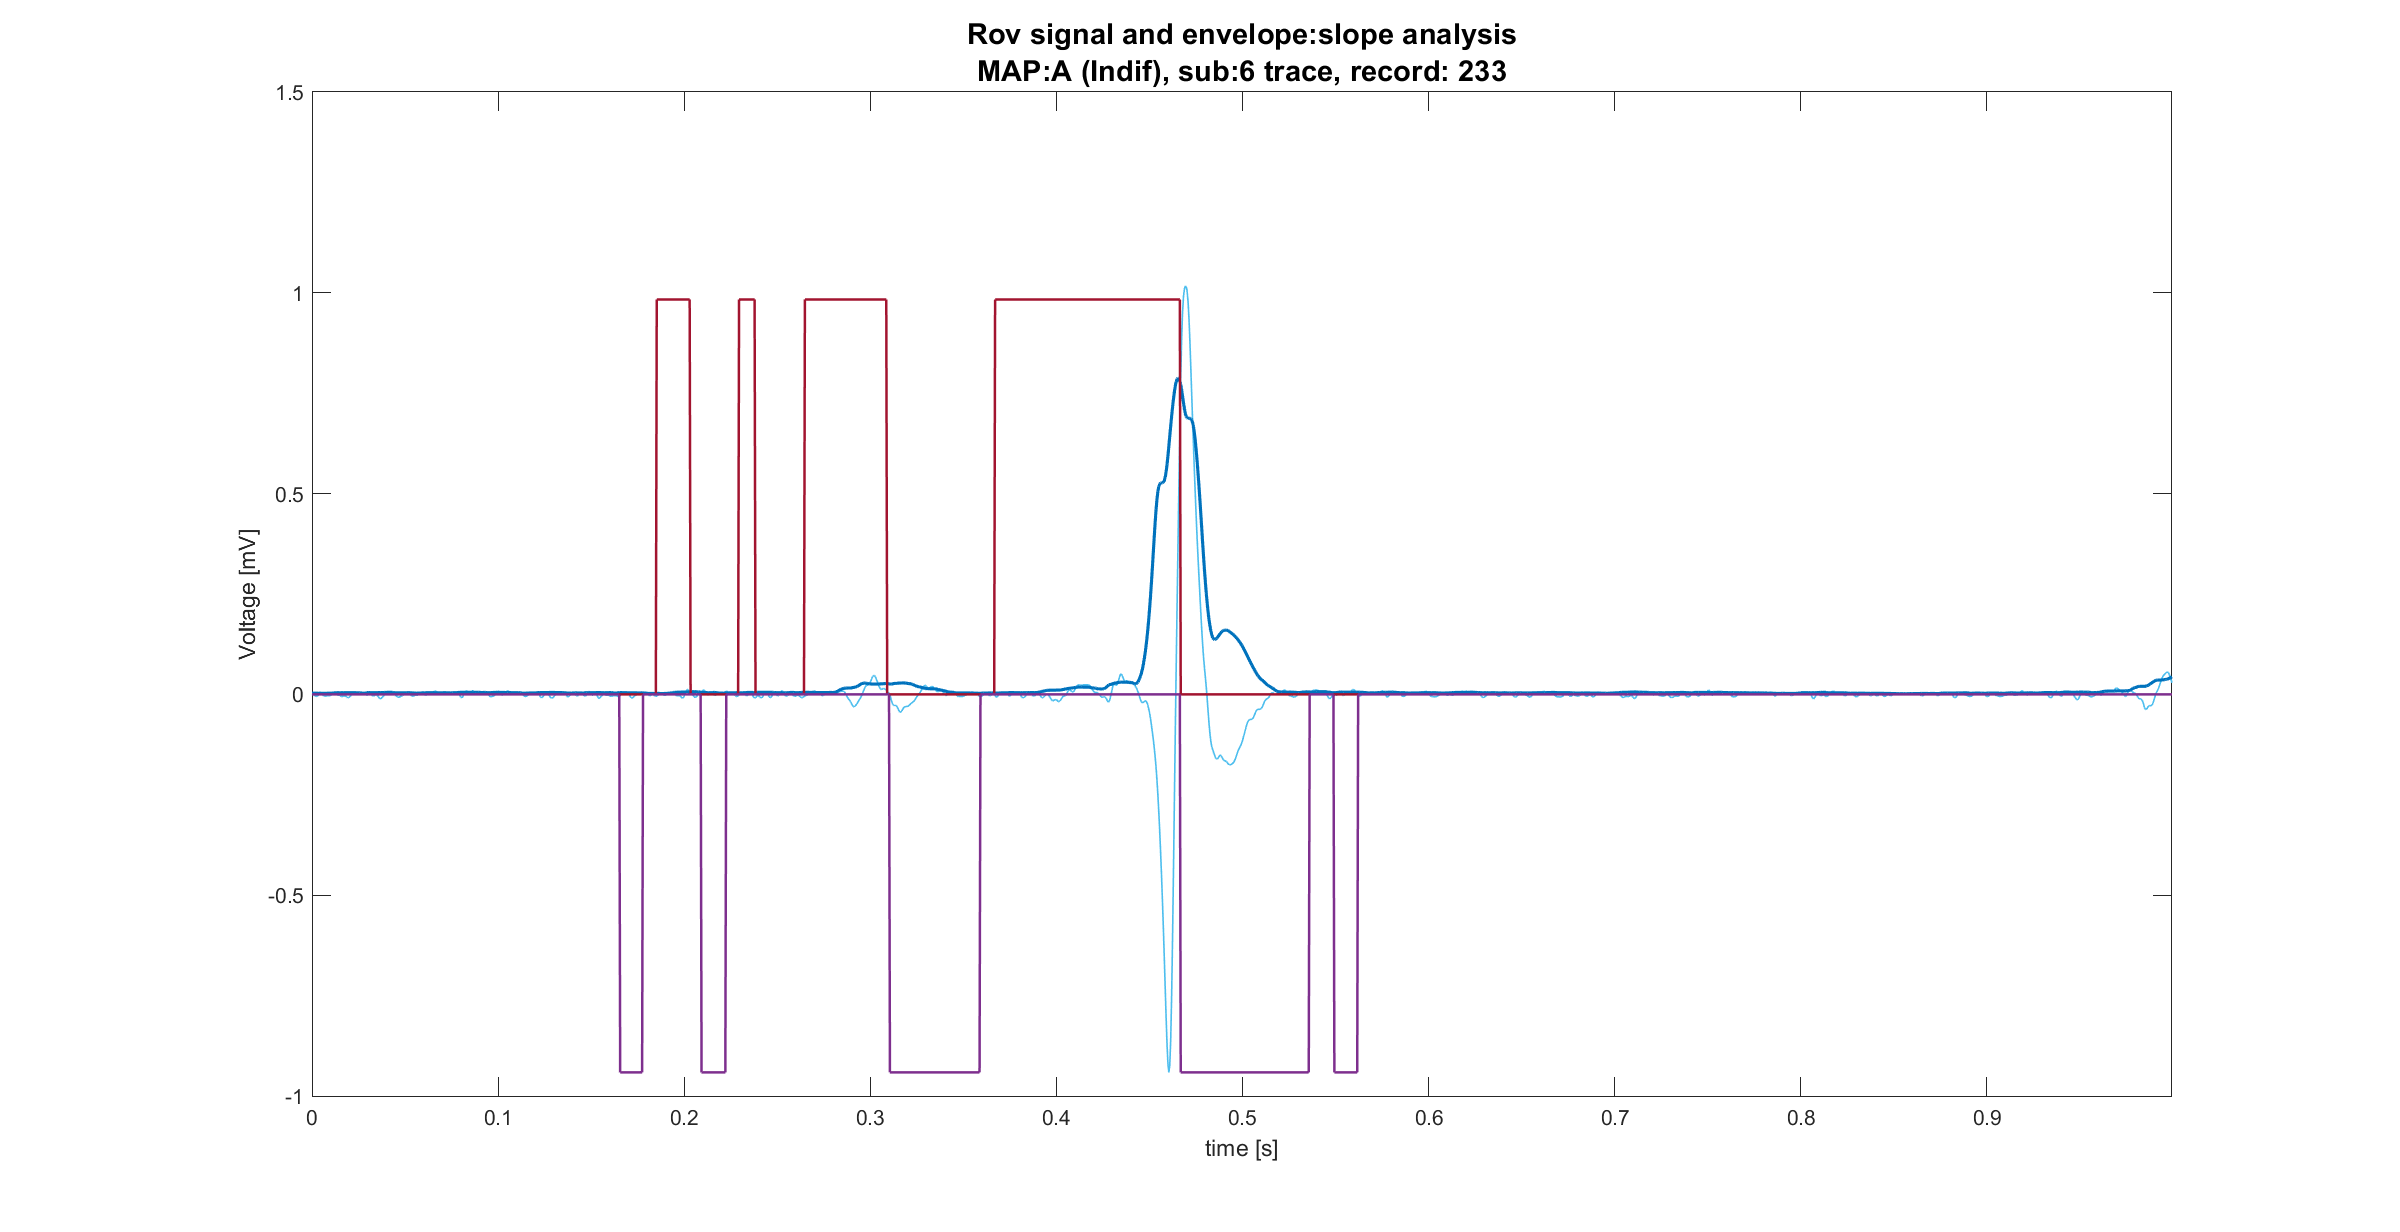 Rov signal and envelope:slope analysis
MAP:A (Indif), sub:6 trace, record: 233
1.5
1
0.5
0
-0.5
-1
Voltage [mV]
0 0.1 0.2 0.3 0.4 0.5 0.6 0.7 0.8 0.9
time [s]